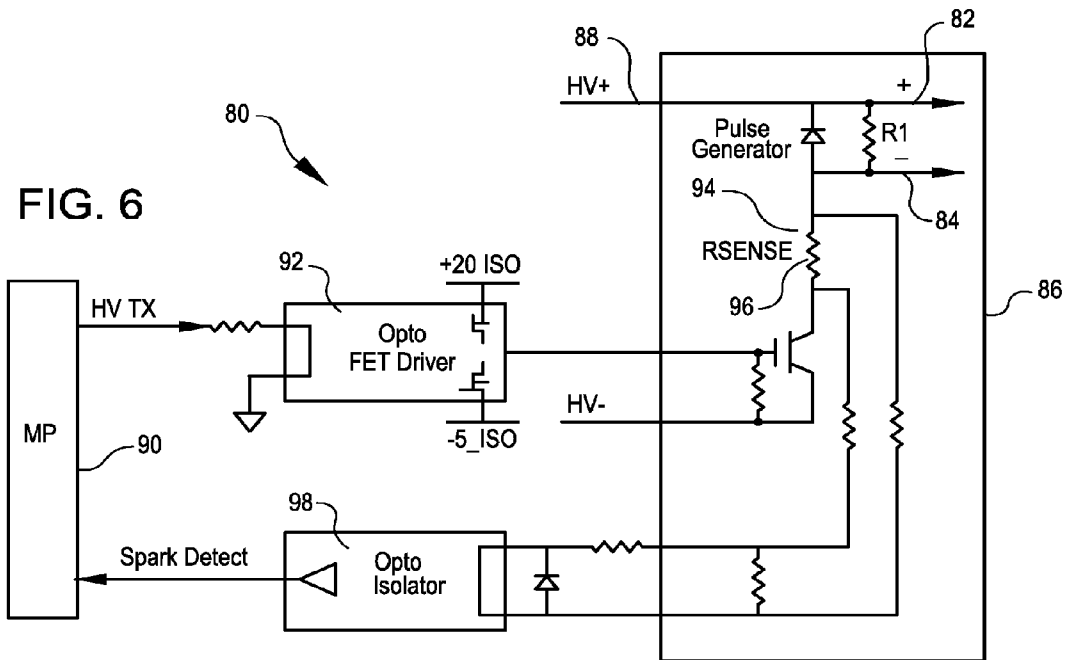 82
88
HV+
+
80
Pulse
Generator
R1
−
FIG. 6
94
84
92
+20 ISO
RSENSE
86
HV TX
96
Opto
FET Driver
HV-
MP
-5_ISO
90
98
Spark Detect
Opto
Isolator